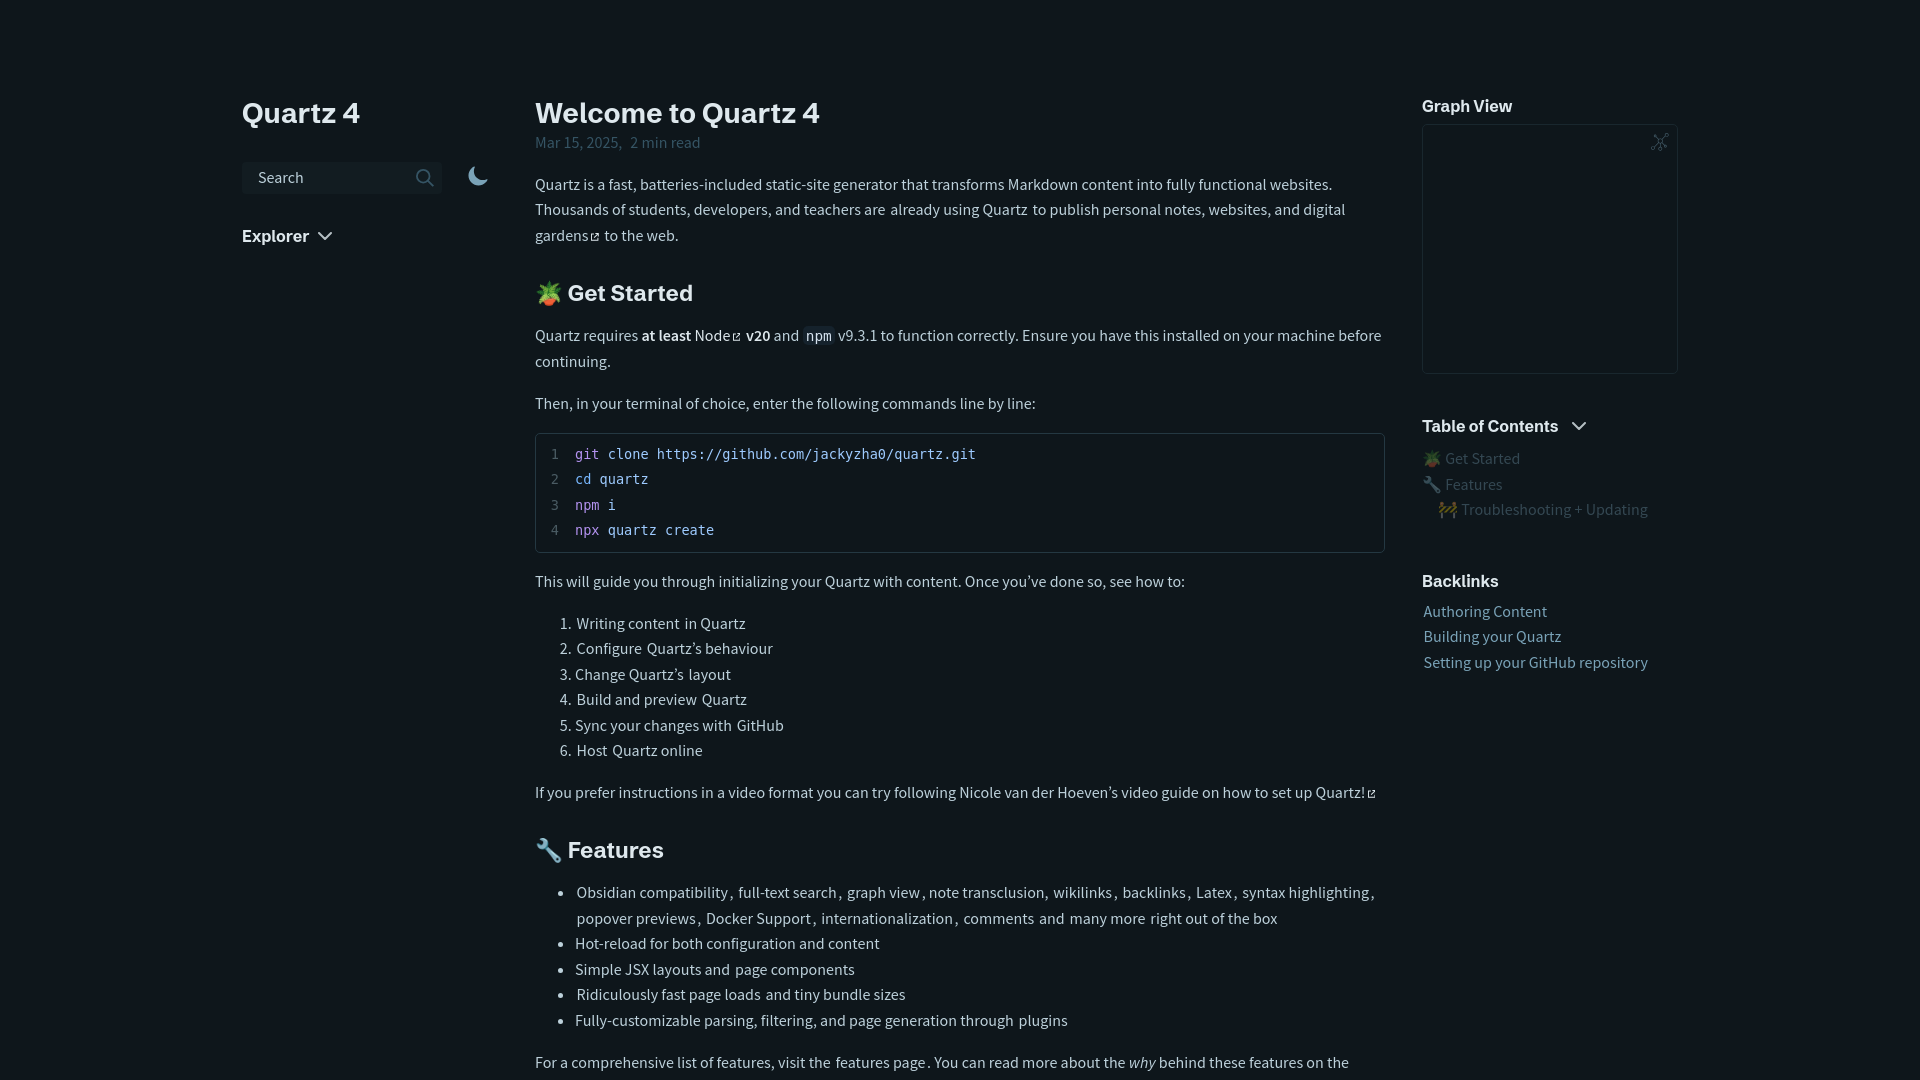 Quartz 4
Search
Explorer
Welcome to Quartz 4
Mar 15, 2025, 2 min read
Quartz is a fast, batteries-included static-site generator that transforms Markdown content into fully functional websites.
Thousands of students, developers, and teachers are already using Quartz to publish personal notes, websites, and digital
gardens to the web.
🪴 Get Started
Quartz requires at least Node v20 and npm v9.3.1 to function correctly. Ensure you have this installed on your machine before
continuing.
Then, in your terminal of choice, enter the following commands line by line:
1 git clone https://github.com/jackyzha0/quartz.git
2 cd quartz
3 npm i
4 npx quartz create
This will guide you through initializing your Quartz with content. Once you’ve done so, see how to:
1. Writing content in Quartz
2. Configure Quartz’s behaviour
3. Change Quartz’s layout
4. Build and preview Quartz
5. Sync your changes with GitHub
6. Host Quartz online
If you prefer instructions in a video format you can try following Nicole van der Hoeven’s video guide on how to set up Quartz!
🔧 Features
• Obsidian compatibility, full-text search, graph view, note transclusion, wikilinks, backlinks, Latex, syntax highlighting,
popover previews, Docker Support, internationalization, comments and many more right out of the box
• Hot-reload for both configuration and content
• Simple JSX layouts and page components
• Ridiculously fast page loads and tiny bundle sizes
• Fully-customizable parsing, filtering, and page generation through plugins
For a comprehensive list of features, visit the features page. You can read more about the why behind these features on the
Graph View
Table of Contents
🪴 Get Started
🔧 Features
🚧 Troubleshooting + Updating
Backlinks
Authoring Content
Building your Quartz
Setting up your GitHub repository